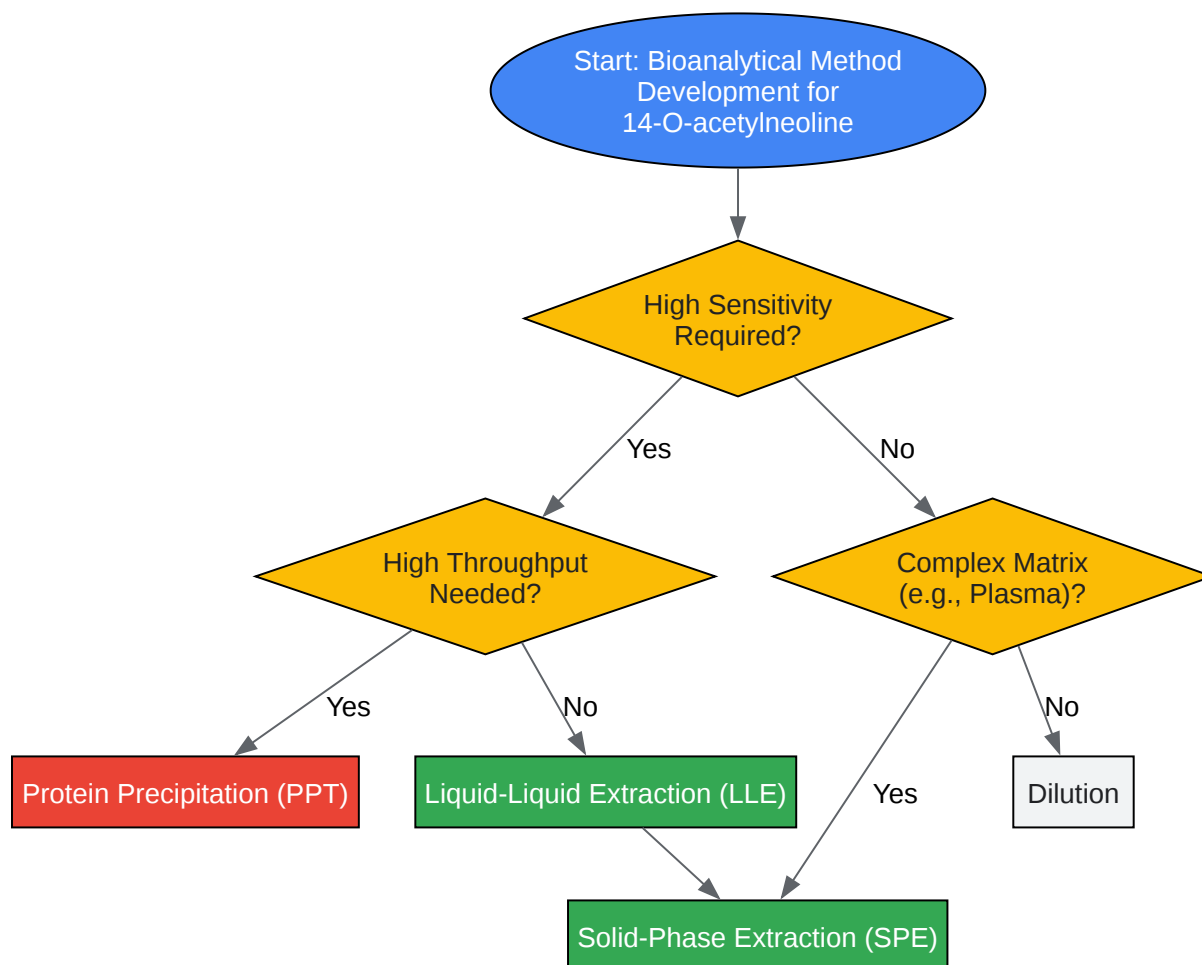 Start: Bioanalytical Method
Development for
14-O-acetylneoline
High Sensitivity
Required?
Yes
No
High Throughput
Needed?
Complex Matrix
(e.g., Plasma)?
Yes
No
No
Protein Precipitation (PPT)
Liquid-Liquid Extraction (LLE)
Yes
Dilution
Solid-Phase Extraction (SPE)